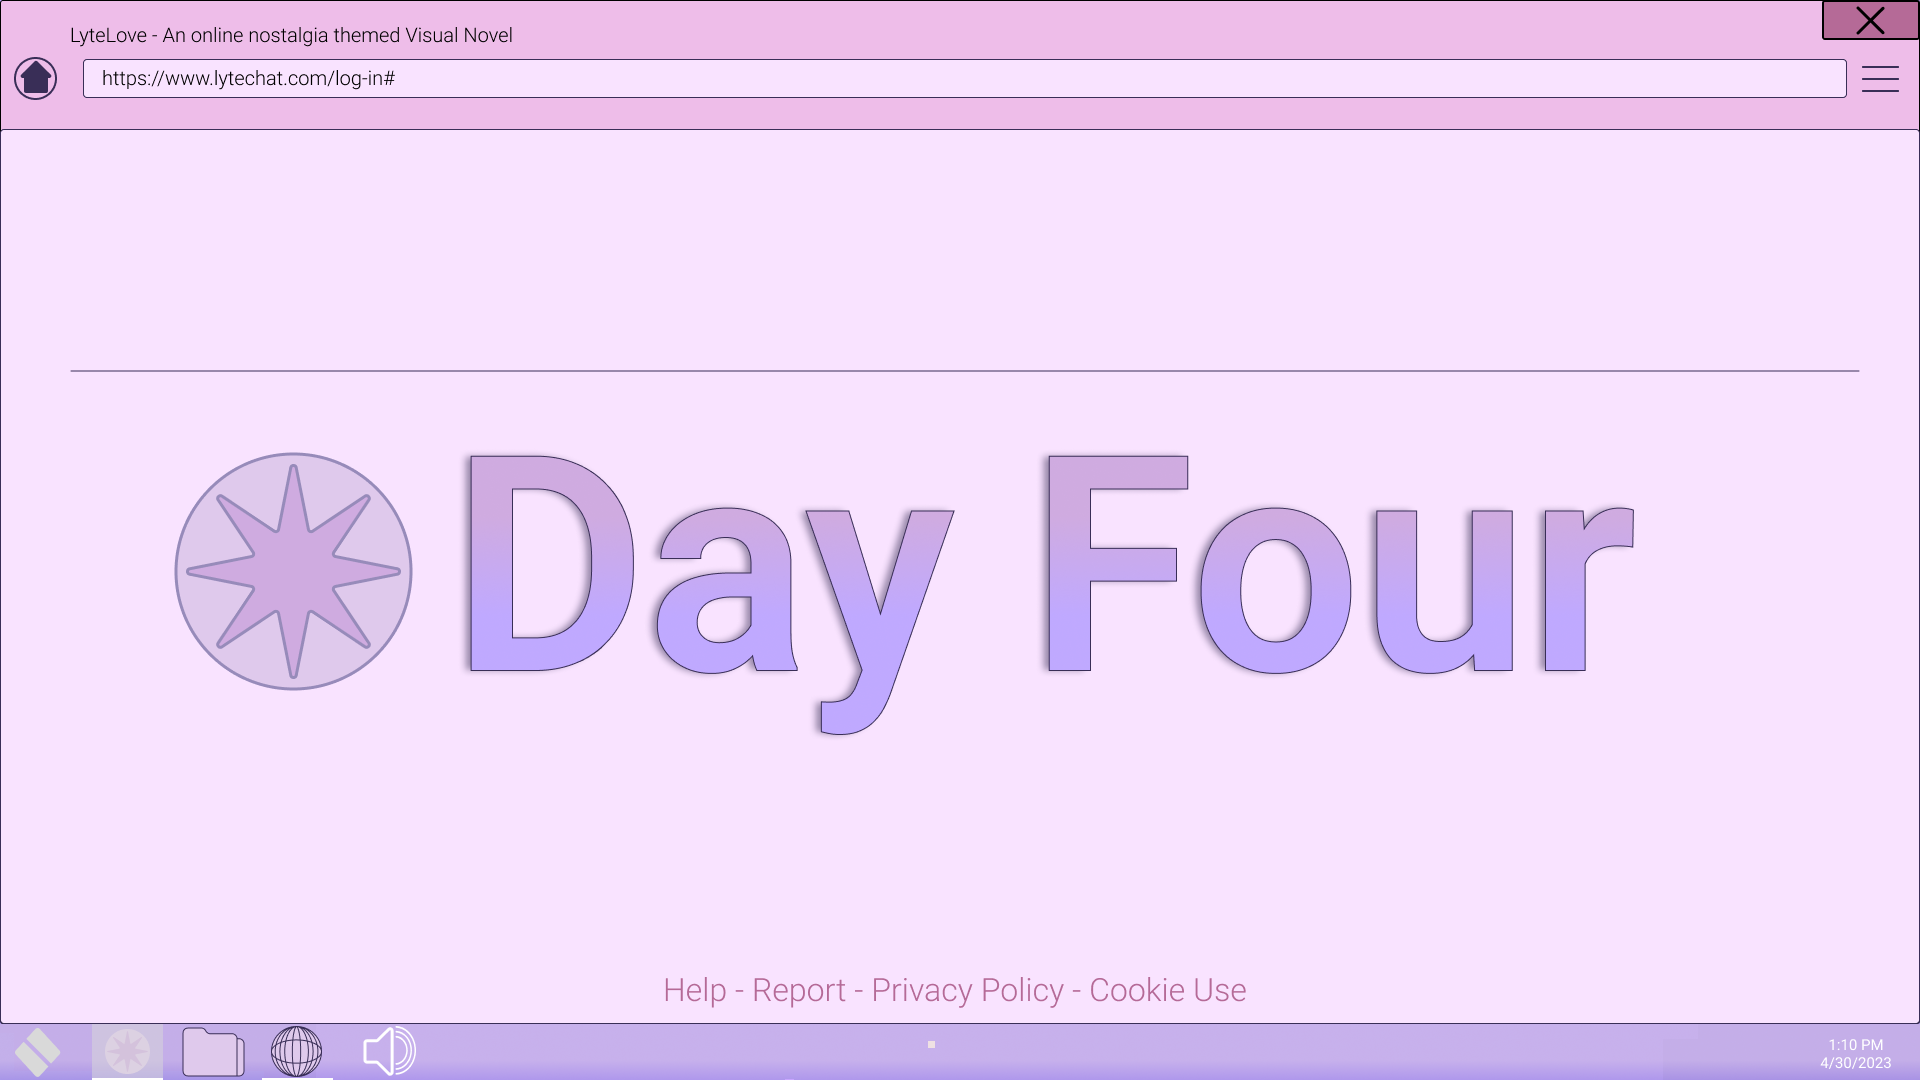 LyteLove - An online nostalgia themed Visual Novel
https://www.lytechat.com/log-in#
Day Four
Help - Report - Privacy Policy - Cookie Use
1:10 PM
4/30/2023